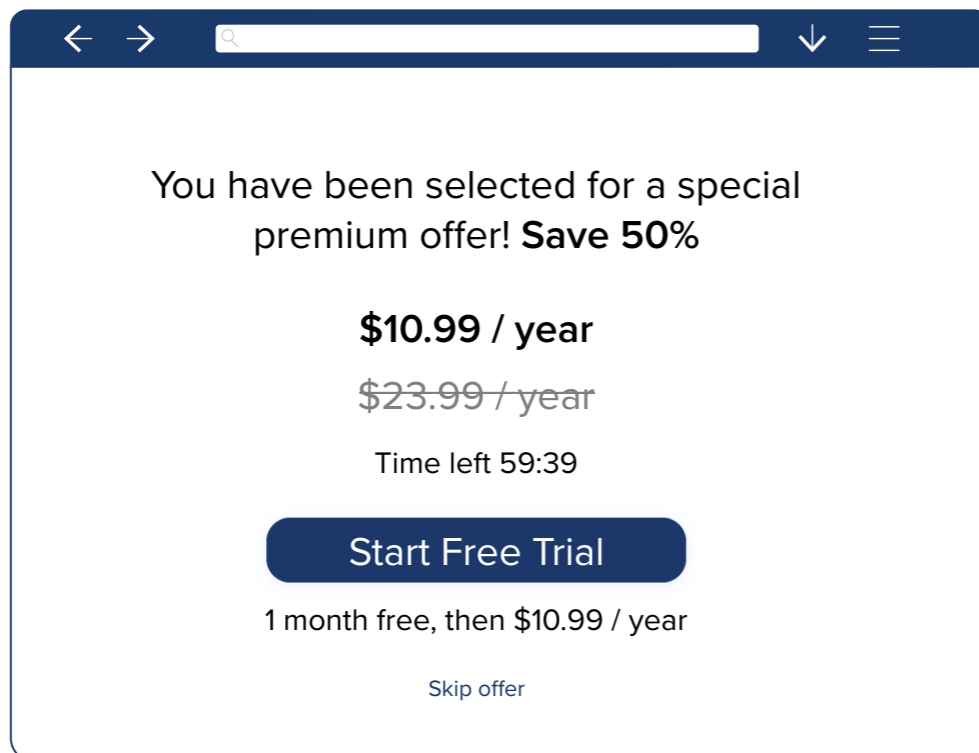 You have been selected for a special
premium offer! Save 50%
$10.99 / year
$23.99 / year
Time left 59:39
Start Free Trial
1 month free, then $10.99 / year
Skip offer